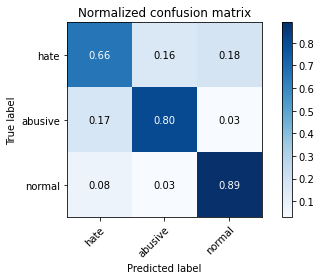 Normalized confusion matrix
True label
hate 0.66 0.16 0.18
abusive 0.17 0.80 0.03
normal 0.08 0.03 0.89
hate abusive normal
Predicted label
0.8
0.7
0.6
0.5
0.4
0.3
0.2
0.1